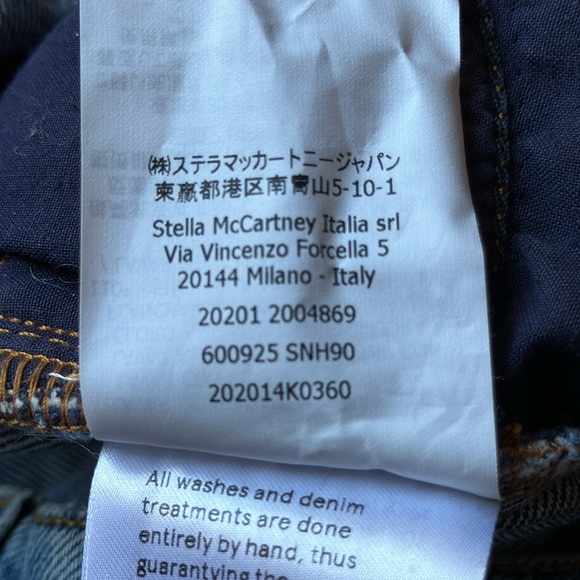 ㈱ステラマッカートニージャパン
東京都港区南青山5-10-1
Stella McCartney Italia srl
Via Vincenzo Forcella 5
20144 Milano - Italy
20201 2004869
600925 SNH90
202014K0360
All washes and denim
treatments are done
entirely by hand, thus
guarantying the